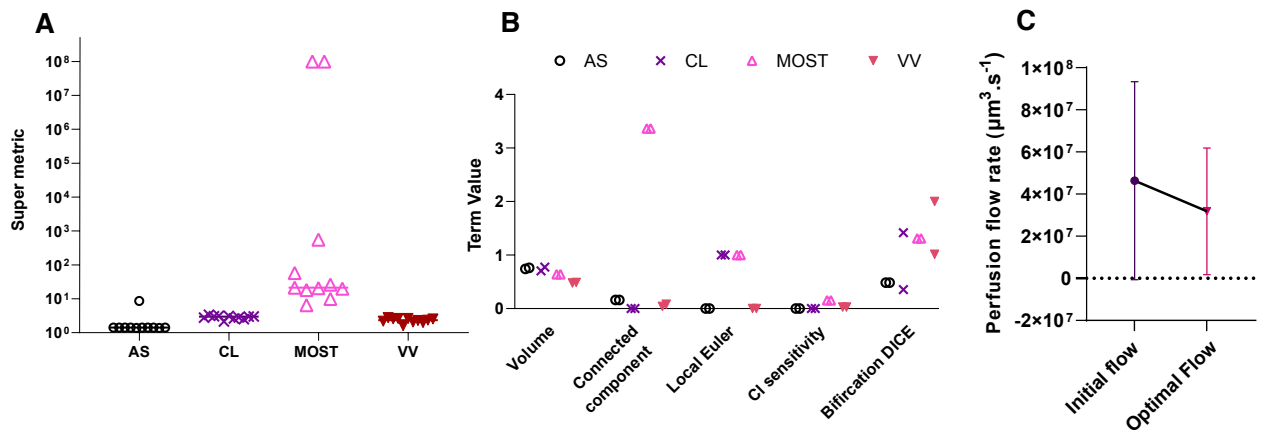 A
Super metric
10⁸
10⁷
10⁶
10⁵
10⁴
10³
10²
10¹
10⁰
AS CL MOST VV
B
AS CL MOST VV
Term Value
4
3
2
1
0
Volume
Connected
component
Local Euler
CI sensitivity
Bifircation DICE
C
Perfusion flow rate (µm³.s⁻¹)
1×10⁸
8×10⁷
6×10⁷
4×10⁷
2×10⁷
0
-2×10⁷
Initial flow
Optimal Flow